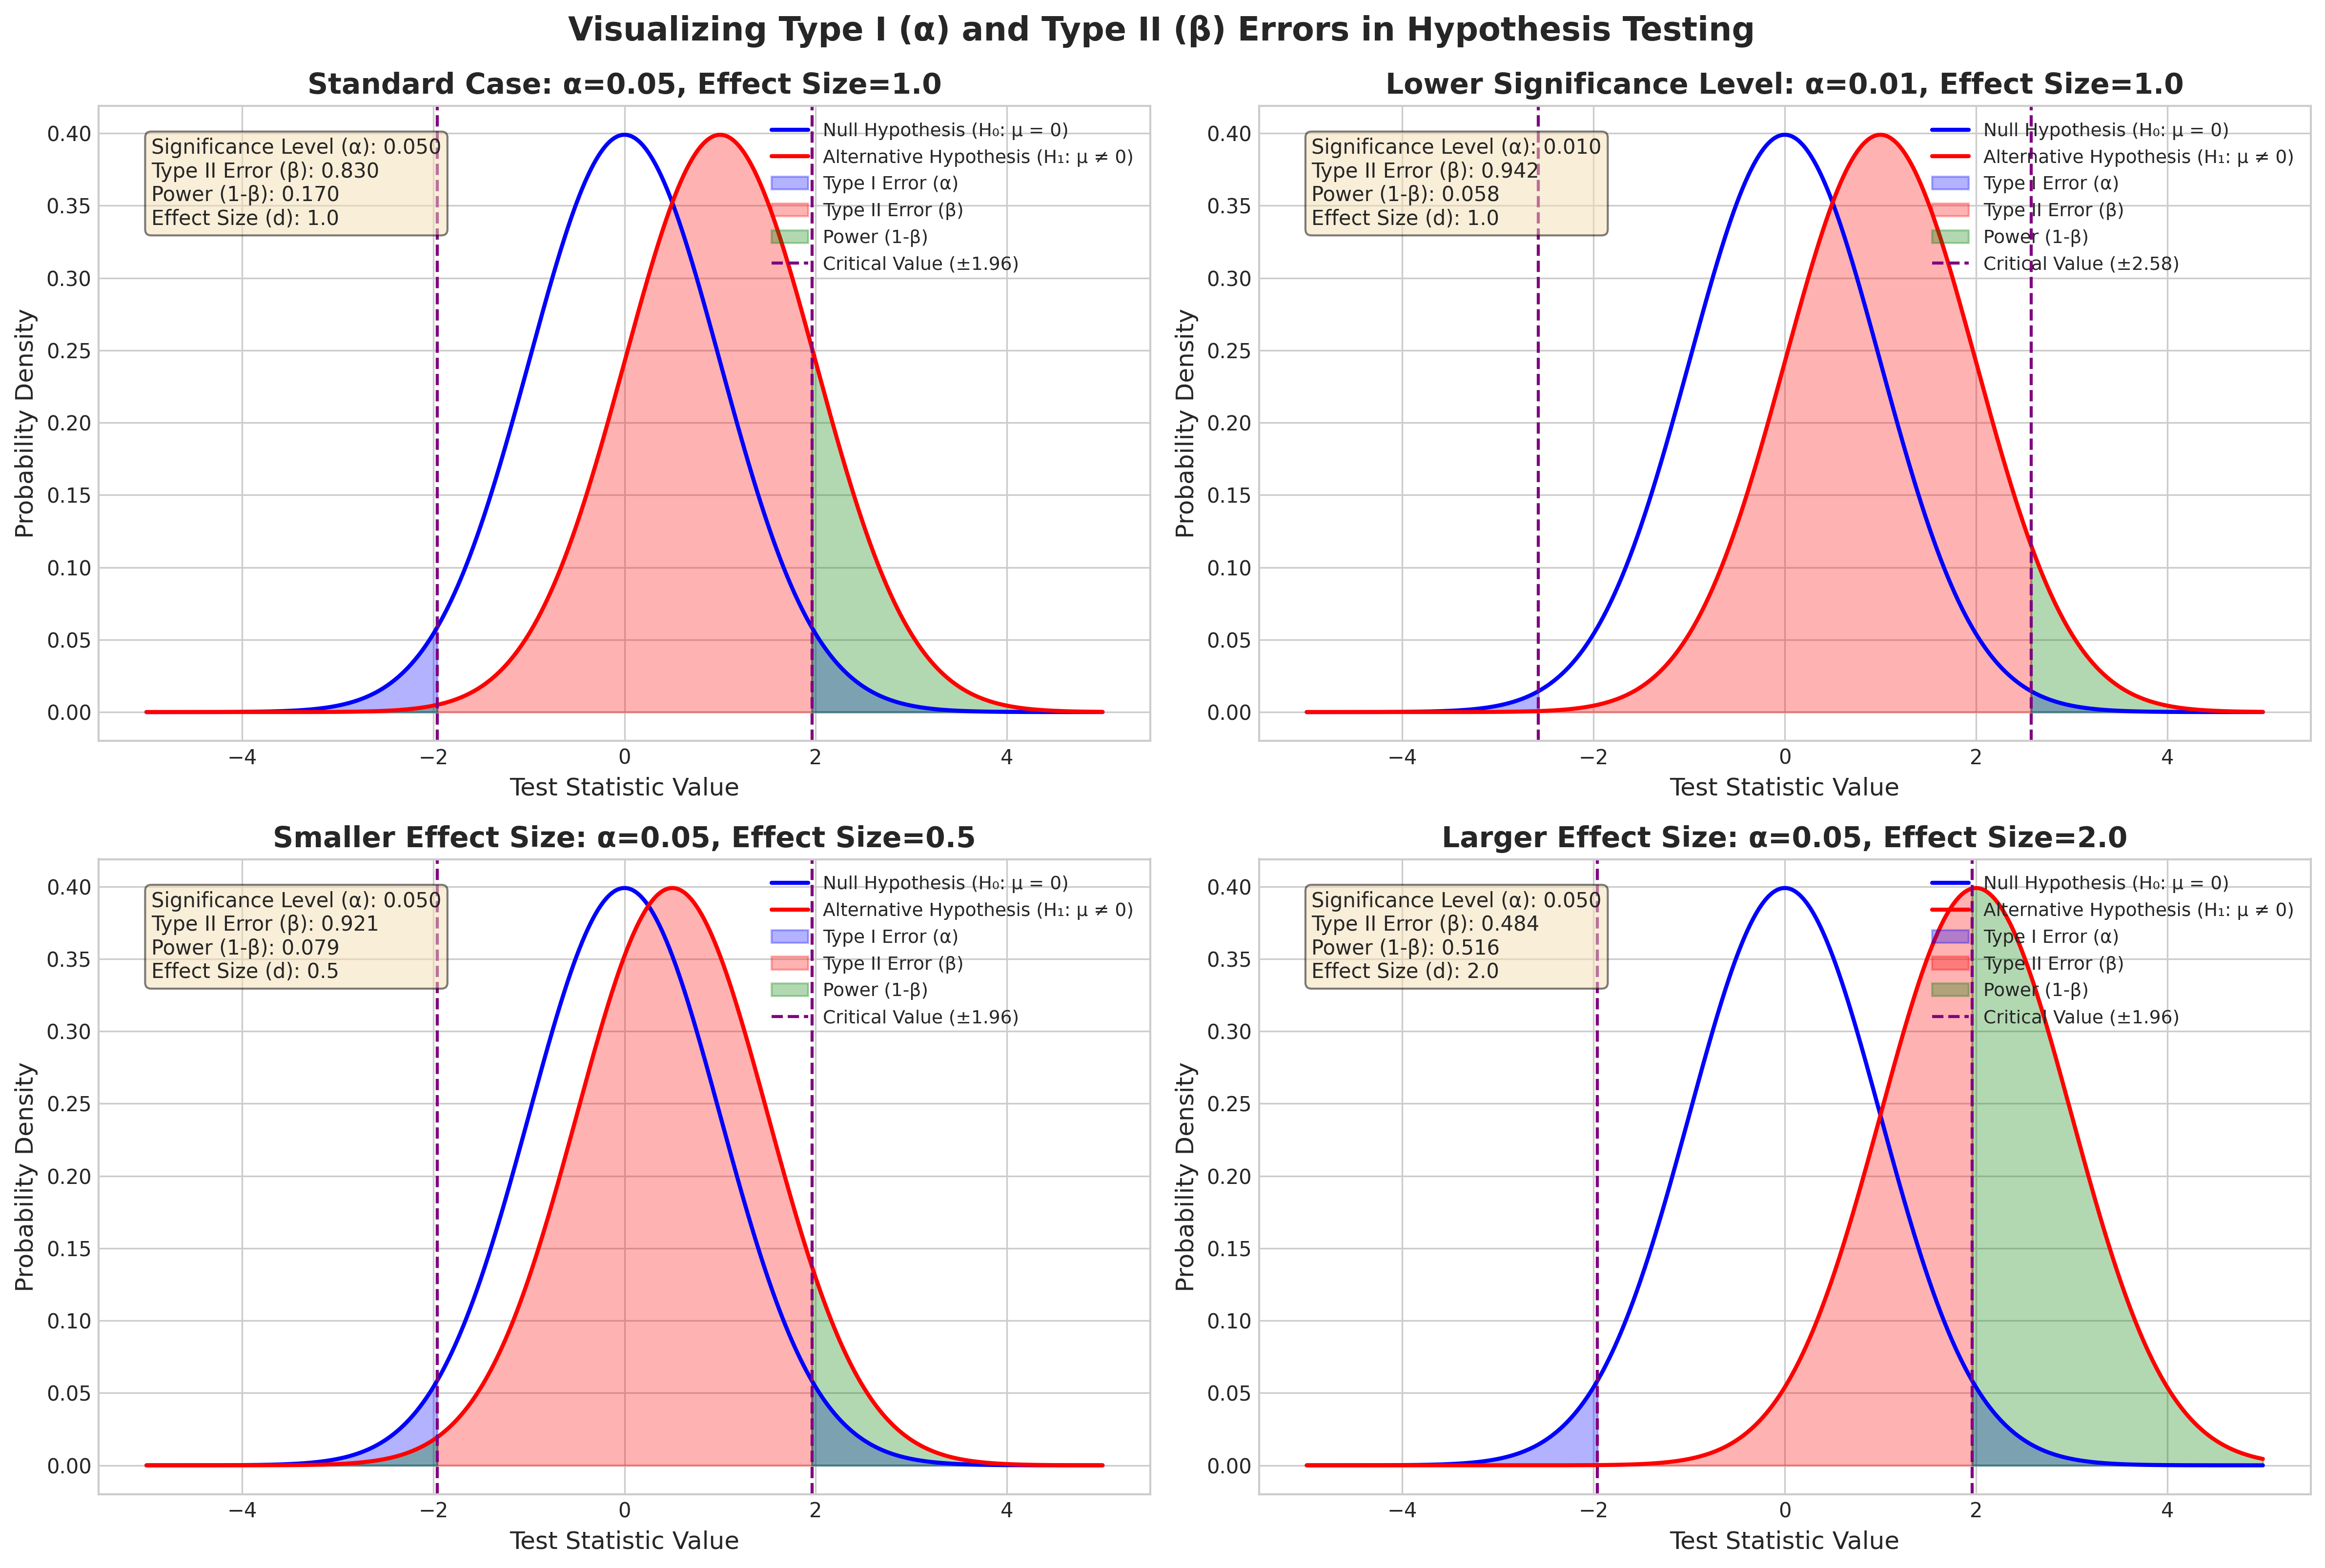 Visualizing Type I (α) and Type II (β) Errors in Hypothesis Testing
Standard Case: α=0.05, Effect Size=1.0
Significance Level (α): 0.050
Type II Error (β): 0.830
Power (1-β): 0.170
Effect Size (d): 1.0
Null Hypothesis (H₀: μ = 0)
Alternative Hypothesis (H₁: μ ≠ 0)
Type I Error (α)
Type II Error (β)
Power (1-β)
Critical Value (±1.96)
Probability Density
0.40
0.35
0.30
0.25
0.20
0.15
0.10
0.05
0.00
−4
−2
0
2
4
Test Statistic Value
Lower Significance Level: α=0.01, Effect Size=1.0
Significance Level (α): 0.010
Type II Error (β): 0.942
Power (1-β): 0.058
Effect Size (d): 1.0
Null Hypothesis (H₀: μ = 0)
Alternative Hypothesis (H₁: μ ≠ 0)
Type I Error (α)
Type II Error (β)
Power (1-β)
Critical Value (±2.58)
Probability Density
0.40
0.35
0.30
0.25
0.20
0.15
0.10
0.05
0.00
−4
−2
0
2
4
Test Statistic Value
Smaller Effect Size: α=0.05, Effect Size=0.5
Significance Level (α): 0.050
Type II Error (β): 0.921
Power (1-β): 0.079
Effect Size (d): 0.5
Null Hypothesis (H₀: μ = 0)
Alternative Hypothesis (H₁: μ ≠ 0)
Type I Error (α)
Type II Error (β)
Power (1-β)
Critical Value (±1.96)
Probability Density
0.40
0.35
0.30
0.25
0.20
0.15
0.10
0.05
0.00
−4
−2
0
2
4
Test Statistic Value
Larger Effect Size: α=0.05, Effect Size=2.0
Significance Level (α): 0.050
Type II Error (β): 0.484
Power (1-β): 0.516
Effect Size (d): 2.0
Null Hypothesis (H₀: μ = 0)
Alternative Hypothesis (H₁: μ ≠ 0)
Type I Error (α)
Type II Error (β)
Power (1-β)
Critical Value (±1.96)
Probability Density
0.40
0.35
0.30
0.25
0.20
0.15
0.10
0.05
0.00
−4
−2
0
2
4
Test Statistic Value